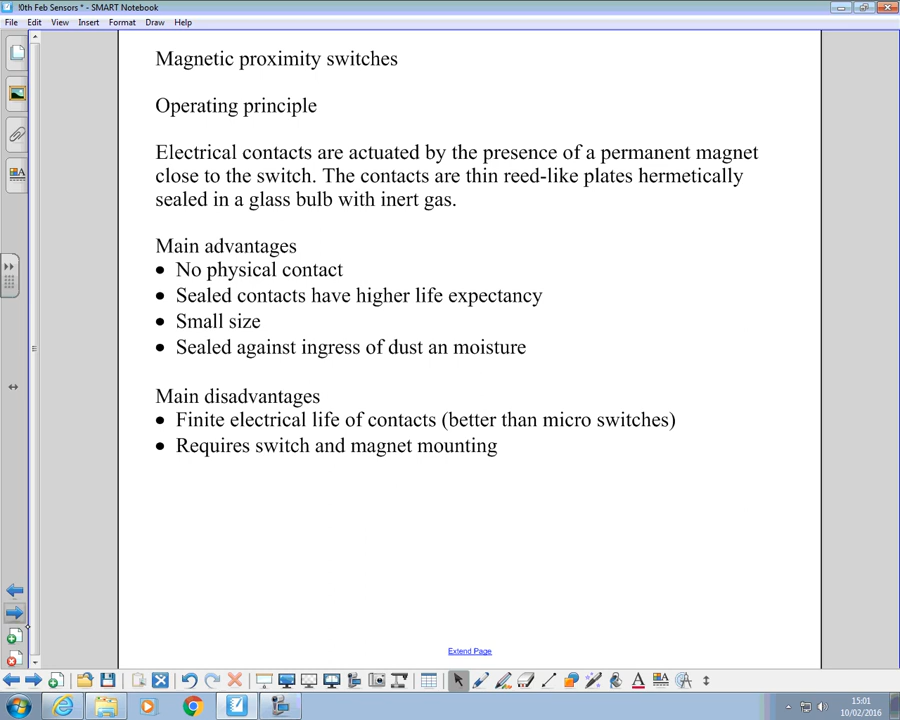 !0th Feb Sensors * - SMART Notebook
File Edit View Insert Format Draw Help
Magnetic proximity switches
Operating principle
Electrical contacts are actuated by the presence of a permanent magnet
close to the switch. The contacts are thin reed-like plates hermetically
sealed in a glass bulb with inert gas.
Main advantages
• No physical contact
• Sealed contacts have higher life expectancy
• Small size
• Sealed against ingress of dust an moisture
Main disadvantages
• Finite electrical life of contacts (better than micro switches)
• Requires switch and magnet mounting
Extend Page
15:01
10/02/2016